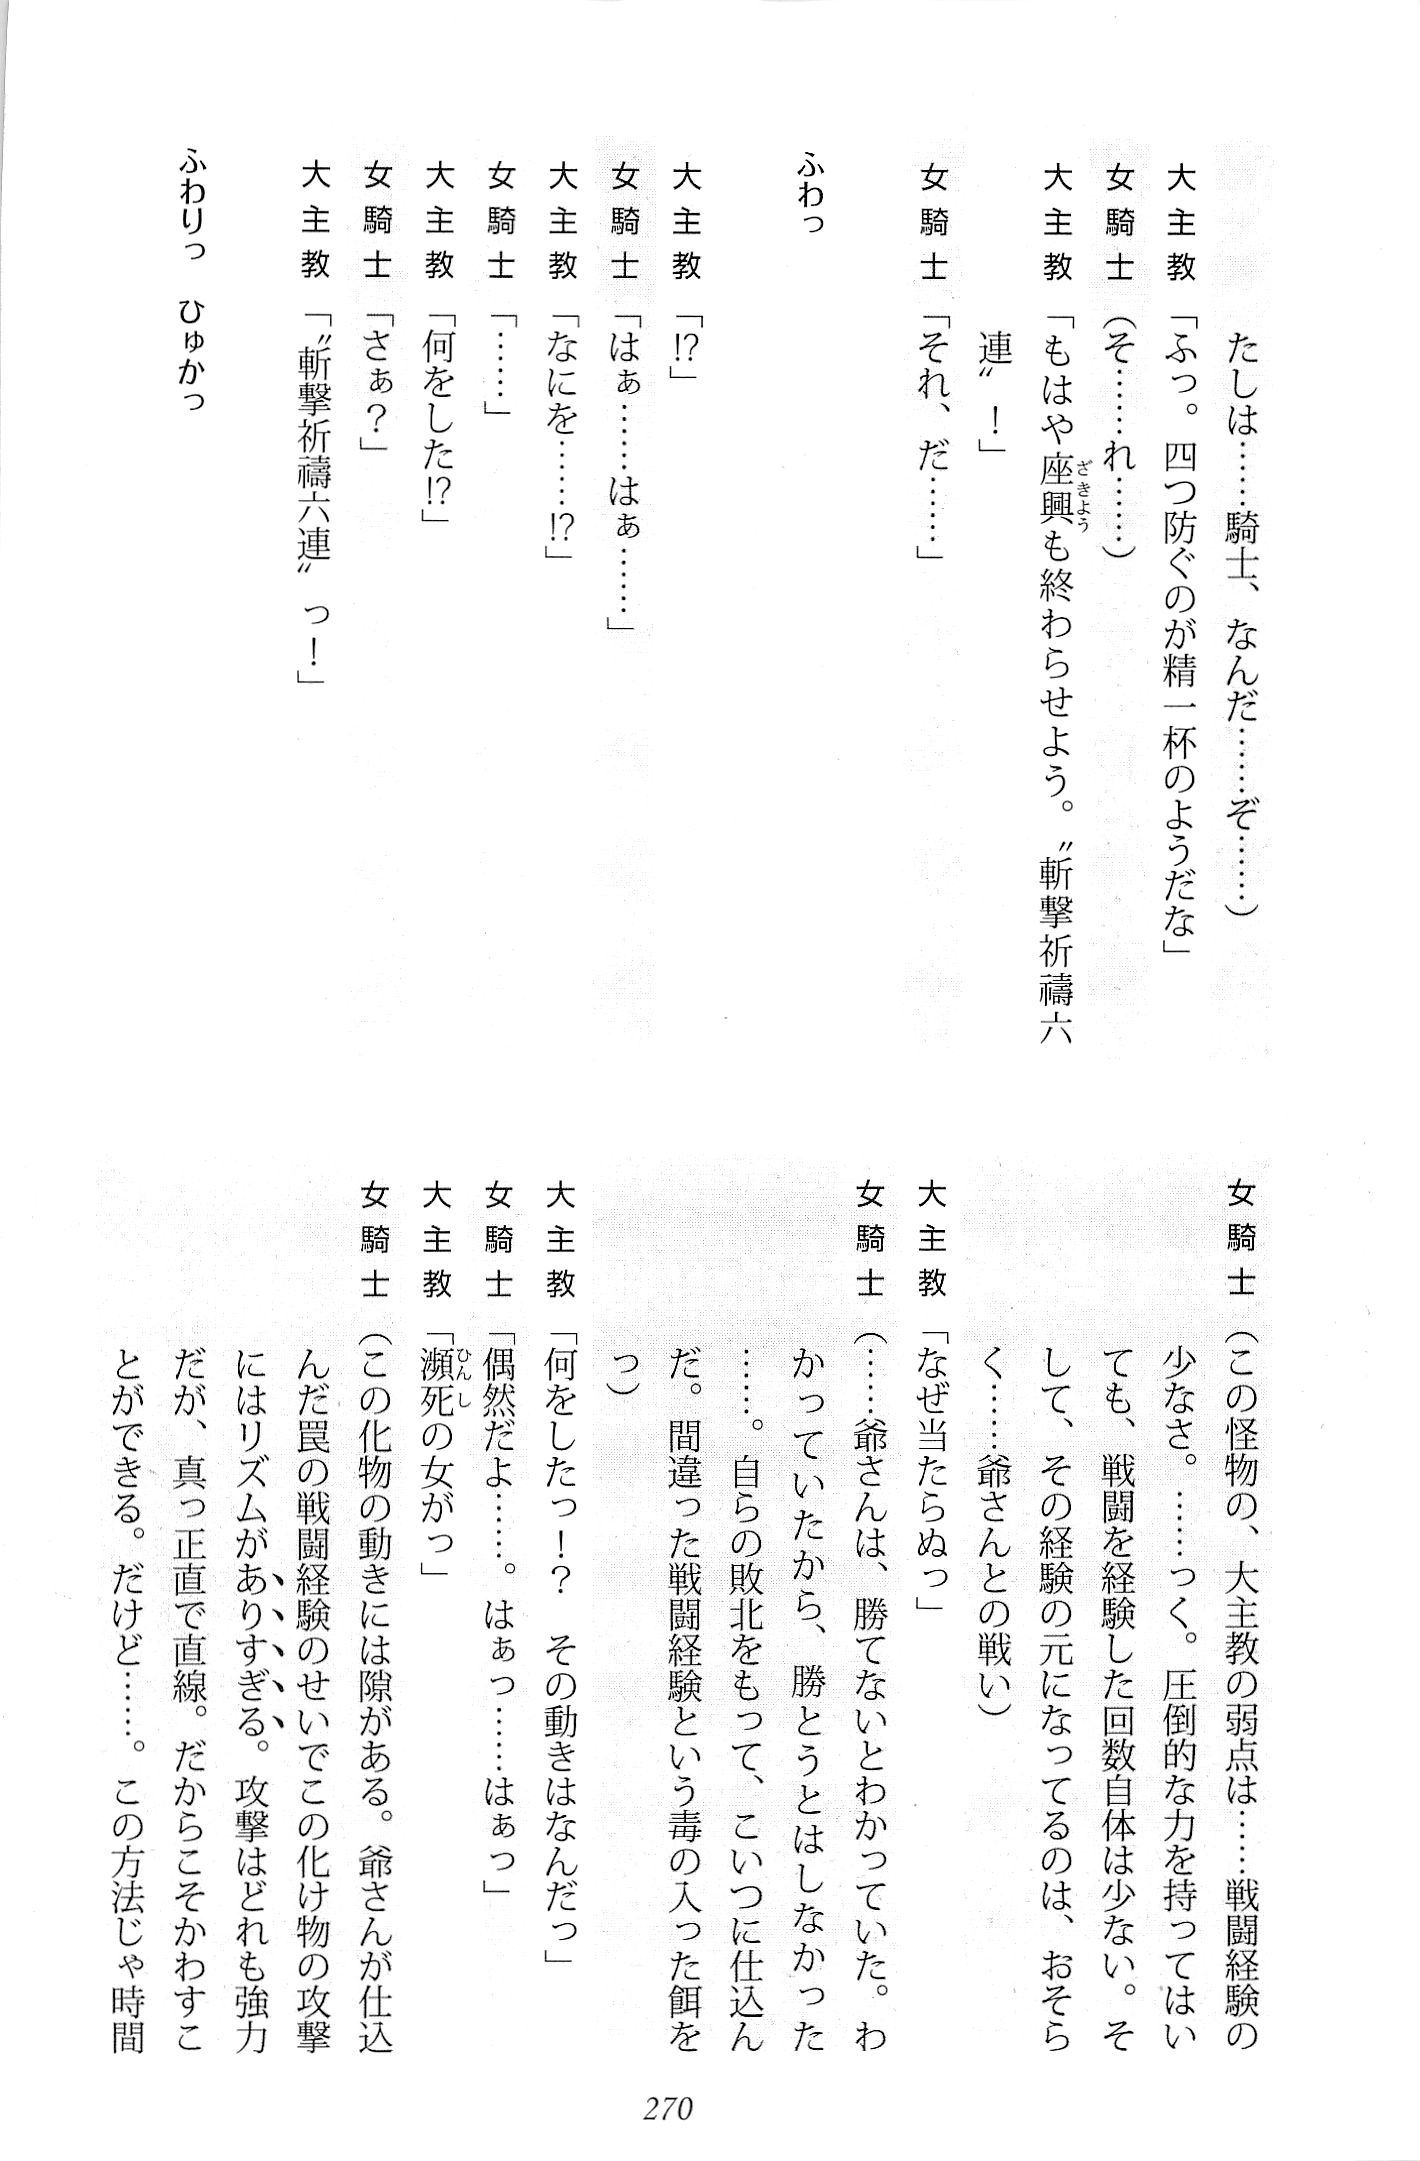 たしは……騎士、なんだ……ぞ……）
大主教「ふっ。四つ防ぐのが精一杯のようだな」
女騎士（そ……れ……）
大主教「もはや座興も終わらせよう。〝斬撃祈禱六
連〟！」
女騎士「それ、だ……」
ふわっ
大主教「!?」
女騎士「はぁ……はぁ……」
大主教「なにを……!?」
女騎士「……」
大主教「何をした!?」
女騎士「さぁ？」
大主教「〝斬撃祈禱六連〟っ！」
ふわりっ　ひゅかっ
女騎士（この怪物の、大主教の弱点は……戦闘経験の
少なさ。……っく。圧倒的な力を持ってはい
ても、戦闘を経験した回数自体は少ない。そ
して、その経験の元になってるのは、おそら
く……爺さんとの戦い）
大主教「なぜ当たらぬっ」
女騎士（……爺さんは、勝てないとわかっていた。わ
かっていたから、勝とうとはしなかった
……。自らの敗北をもって、こいつに仕込ん
だ。間違った戦闘経験という毒の入った餌を
っ）
大主教「何をしたっ！？　その動きはなんだっ」
女騎士「偶然だよ……。はぁっ……はぁっ」
大主教「瀕死の女がっ」
女騎士（この化物の動きには隙がある。爺さんが仕込
んだ罠の戦闘経験のせいでこの化け物の攻撃
にはリズムがありすぎる。攻撃はどれも強力
だが、真っ正直で直線。だからこそかわすこ
とができる。だけど……。この方法じゃ時間
270